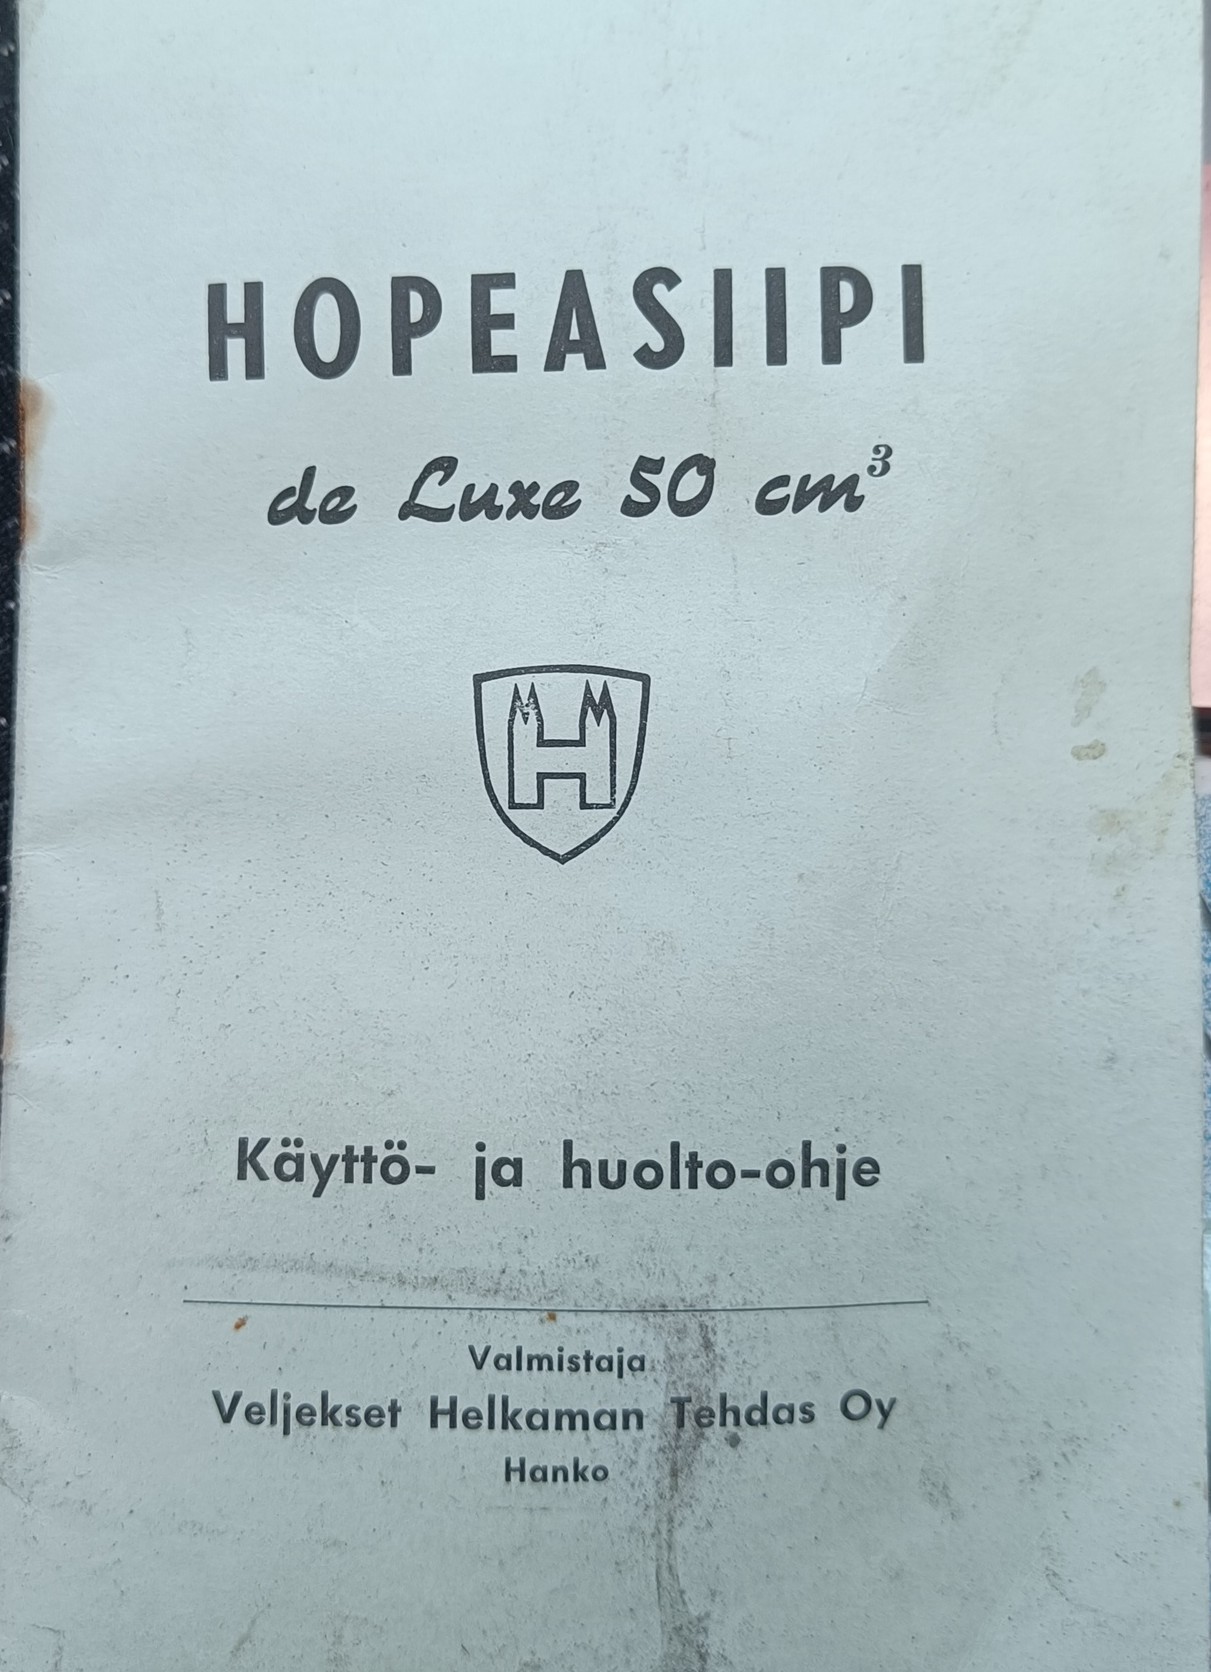 HOPEASIIPI
de Luxe 50 cm³
H
Käyttö- ja huolto-ohje
Valmistaja
Veljekset Helkaman Tehdas Oy
Hanko